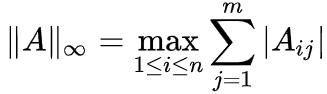 ‖A‖∞ = max_{1≤i≤n} ∑_{j=1}^{m} |A_{ij}|